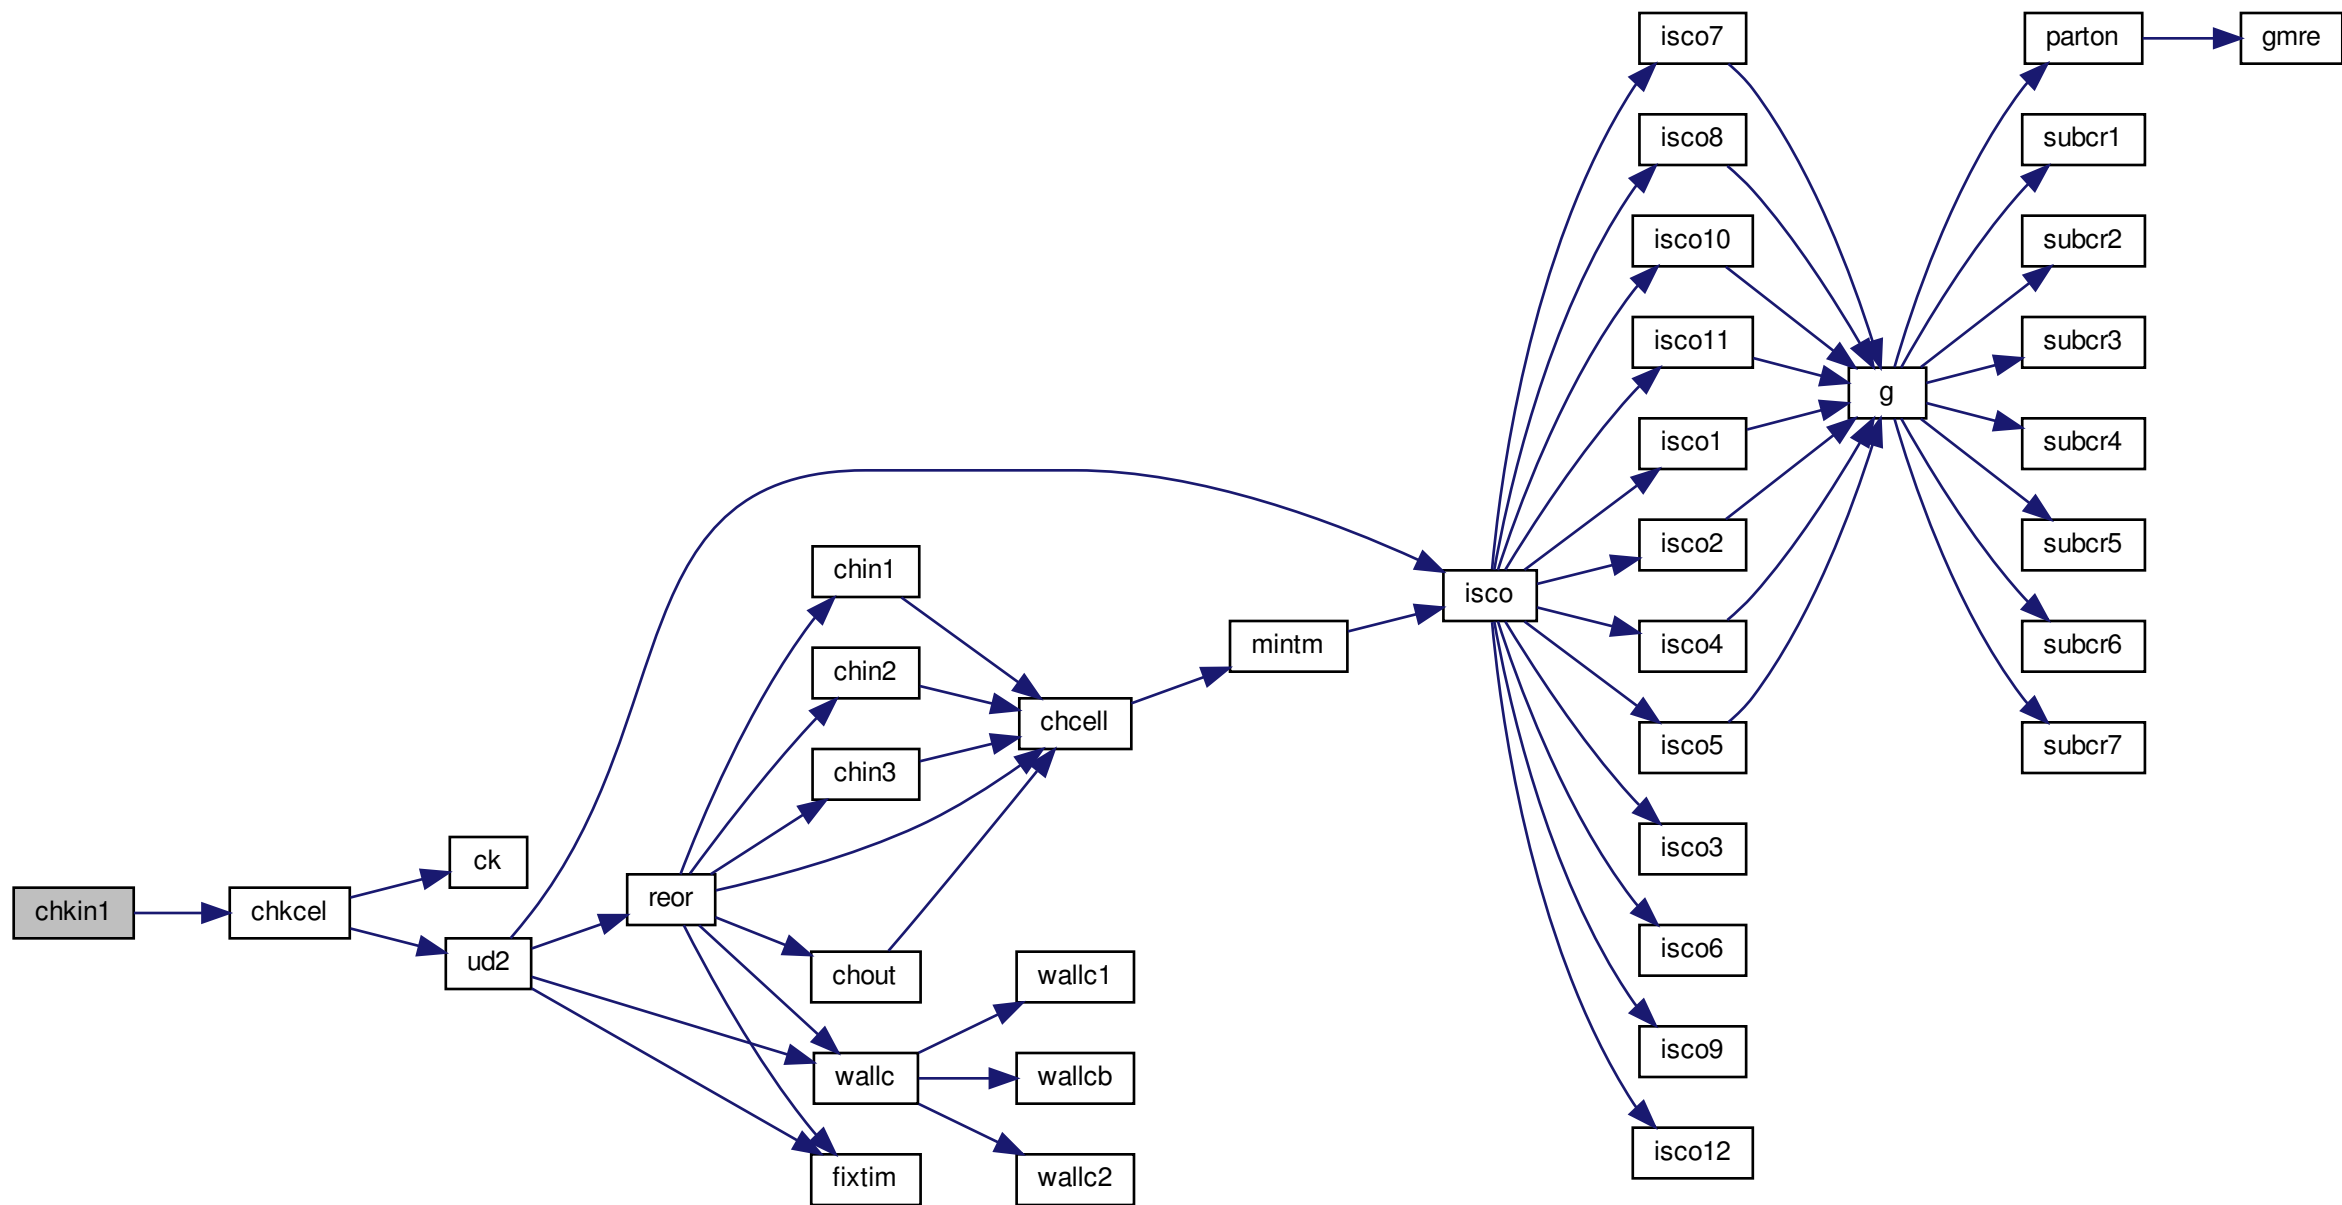 chkin1
chkcel
ck
ud2
reor
chin1
chin2
chin3
chout
wallc
fixtim
chcell
wallc1
wallcb
wallc2
mintm
isco
isco7
isco8
isco10
isco11
isco1
isco2
isco4
isco5
isco3
isco6
isco9
isco12
g
parton
subcr1
subcr2
subcr3
subcr4
subcr5
subcr6
subcr7
gmre